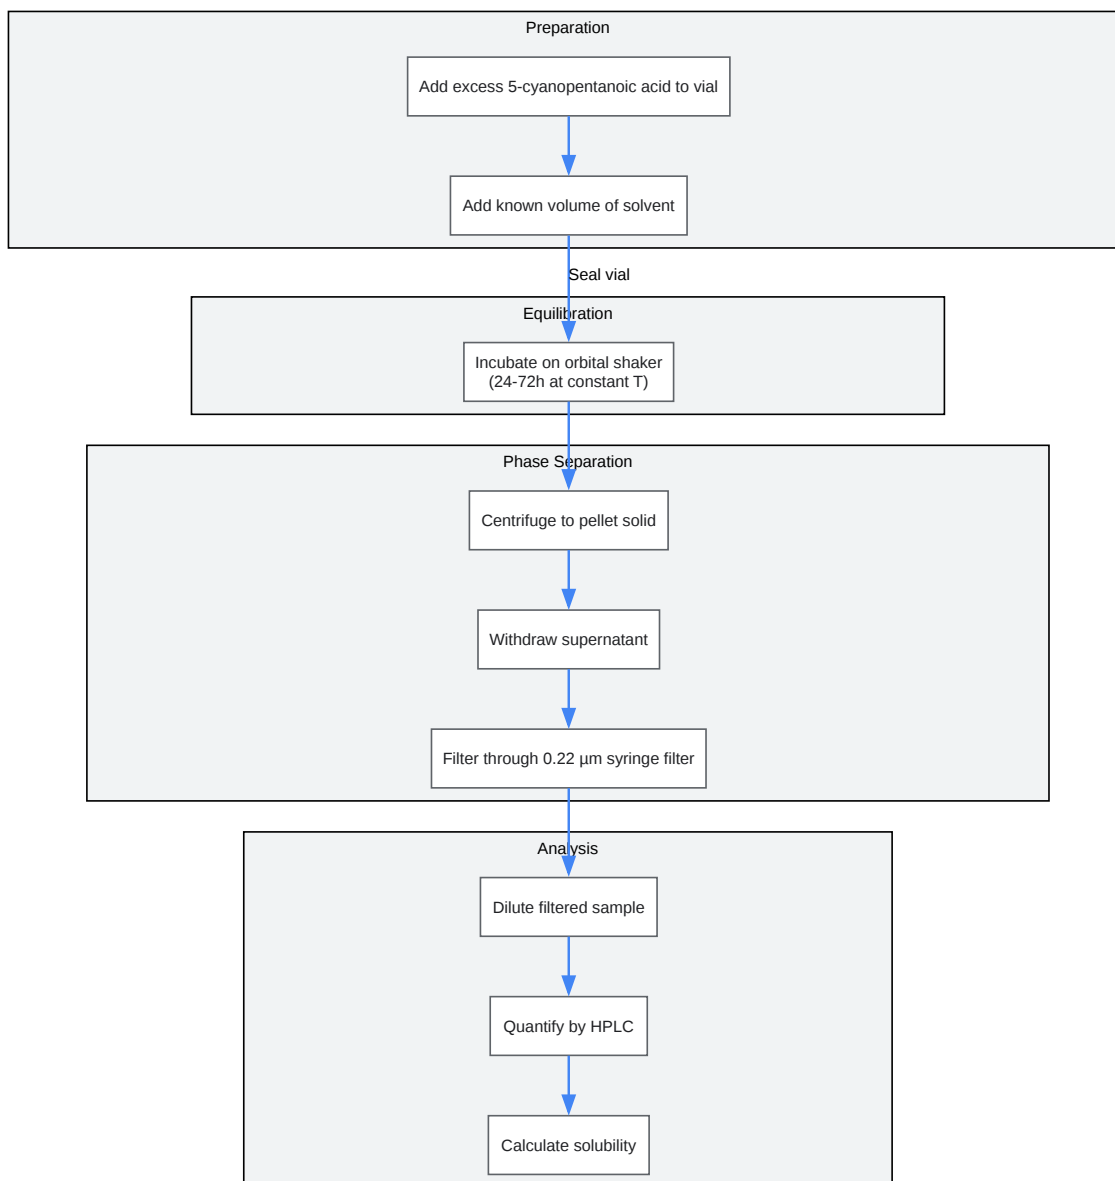 Preparation
Add excess 5-cyanopentanoic acid to vial
Add known volume of solvent
Seal vial
Equilibration
Incubate on orbital shaker
(24-72h at constant T)
Phase Separation
Centrifuge to pellet solid
Withdraw supernatant
Filter through 0.22 µm syringe filter
Analysis
Dilute filtered sample
Quantify by HPLC
Calculate solubility